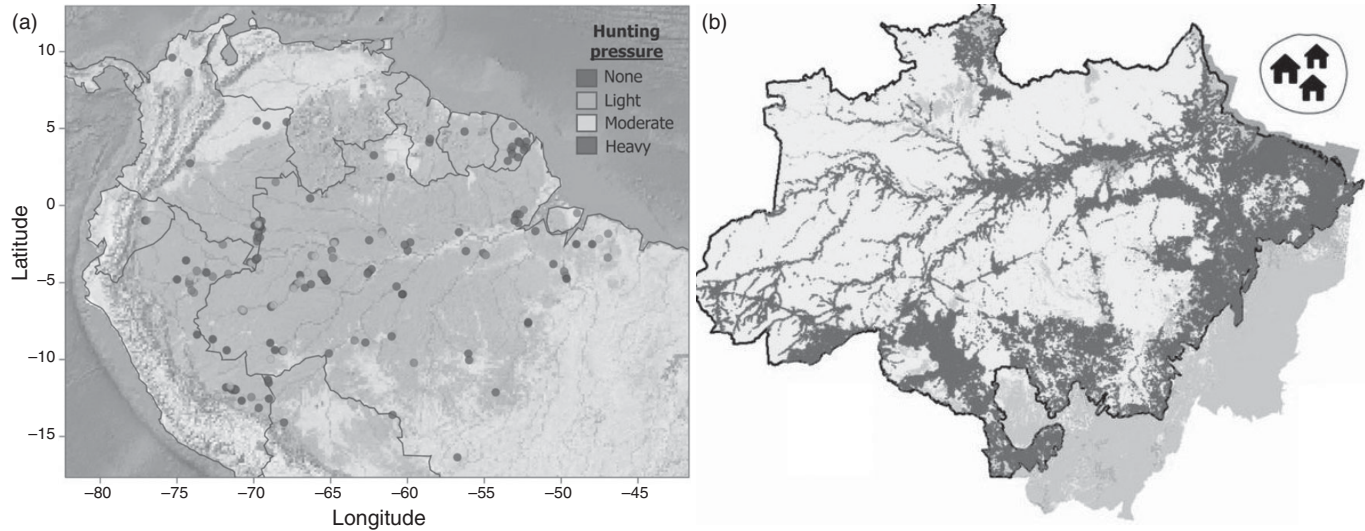 (a)
Hunting
pressure
None
Light
Moderate
Heavy
10
5
0
–5
–10
–15
Latitude
–80
–75
–70
–65
–60
–55
–50
–45
Longitude
(b)